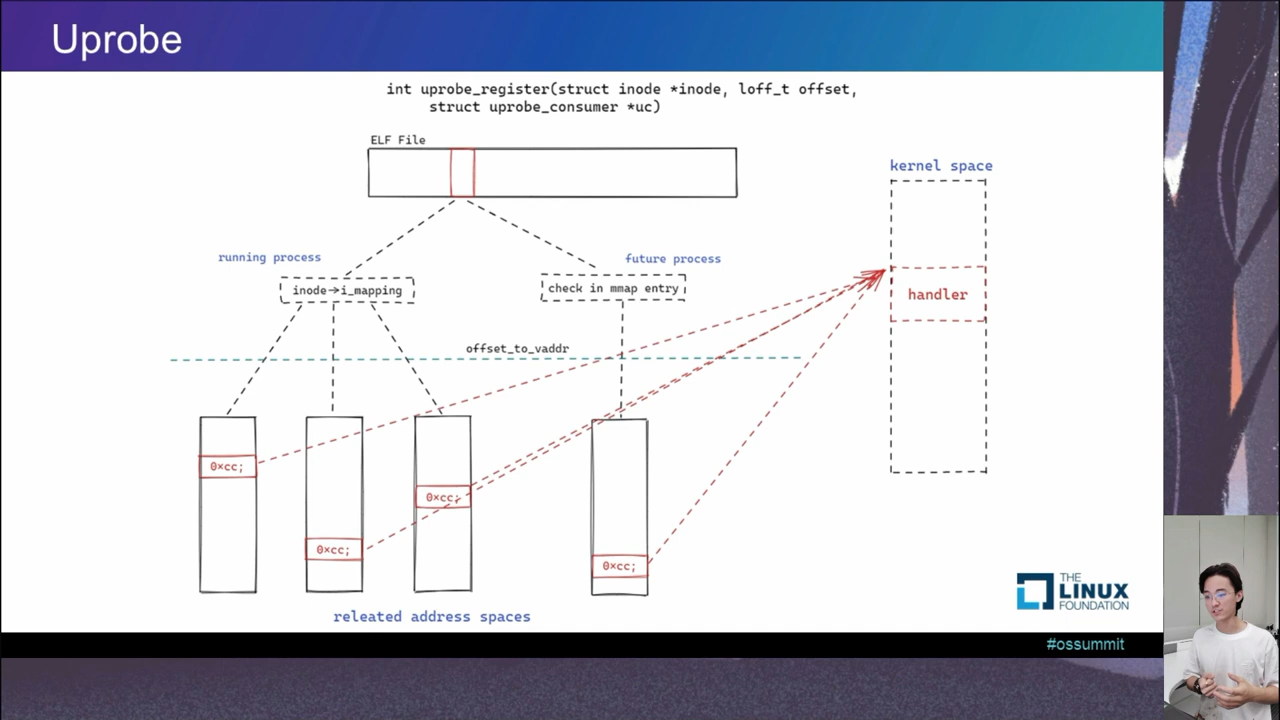 Uprobe
int uprobe_register(struct inode *inode, loff_t offset,
struct uprobe_consumer *uc)
ELF File
kernel space
running process
future process
inode->i_mapping
check in mmap entry
handler
offset_to_vaddr
0xcc;
0xcc;
0xcc;
0xcc;
releated address spaces
THE
LINUX
FOUNDATION
#ossummit